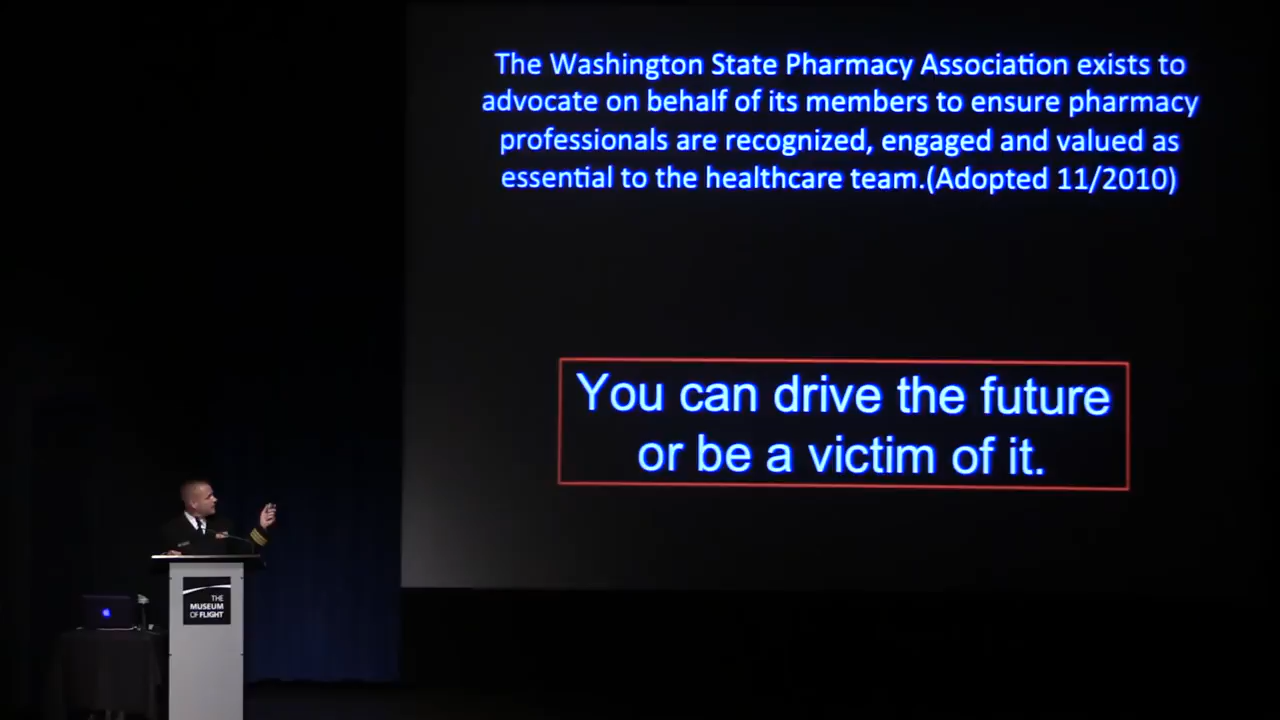 The Washington State Pharmacy Association exists to
advocate on behalf of its members to ensure pharmacy
professionals are recognized, engaged and valued as
essential to the healthcare team.(Adopted 11/2010)
You can drive the future
or be a victim of it.
THE
MUSEUM
OF FLIGHT